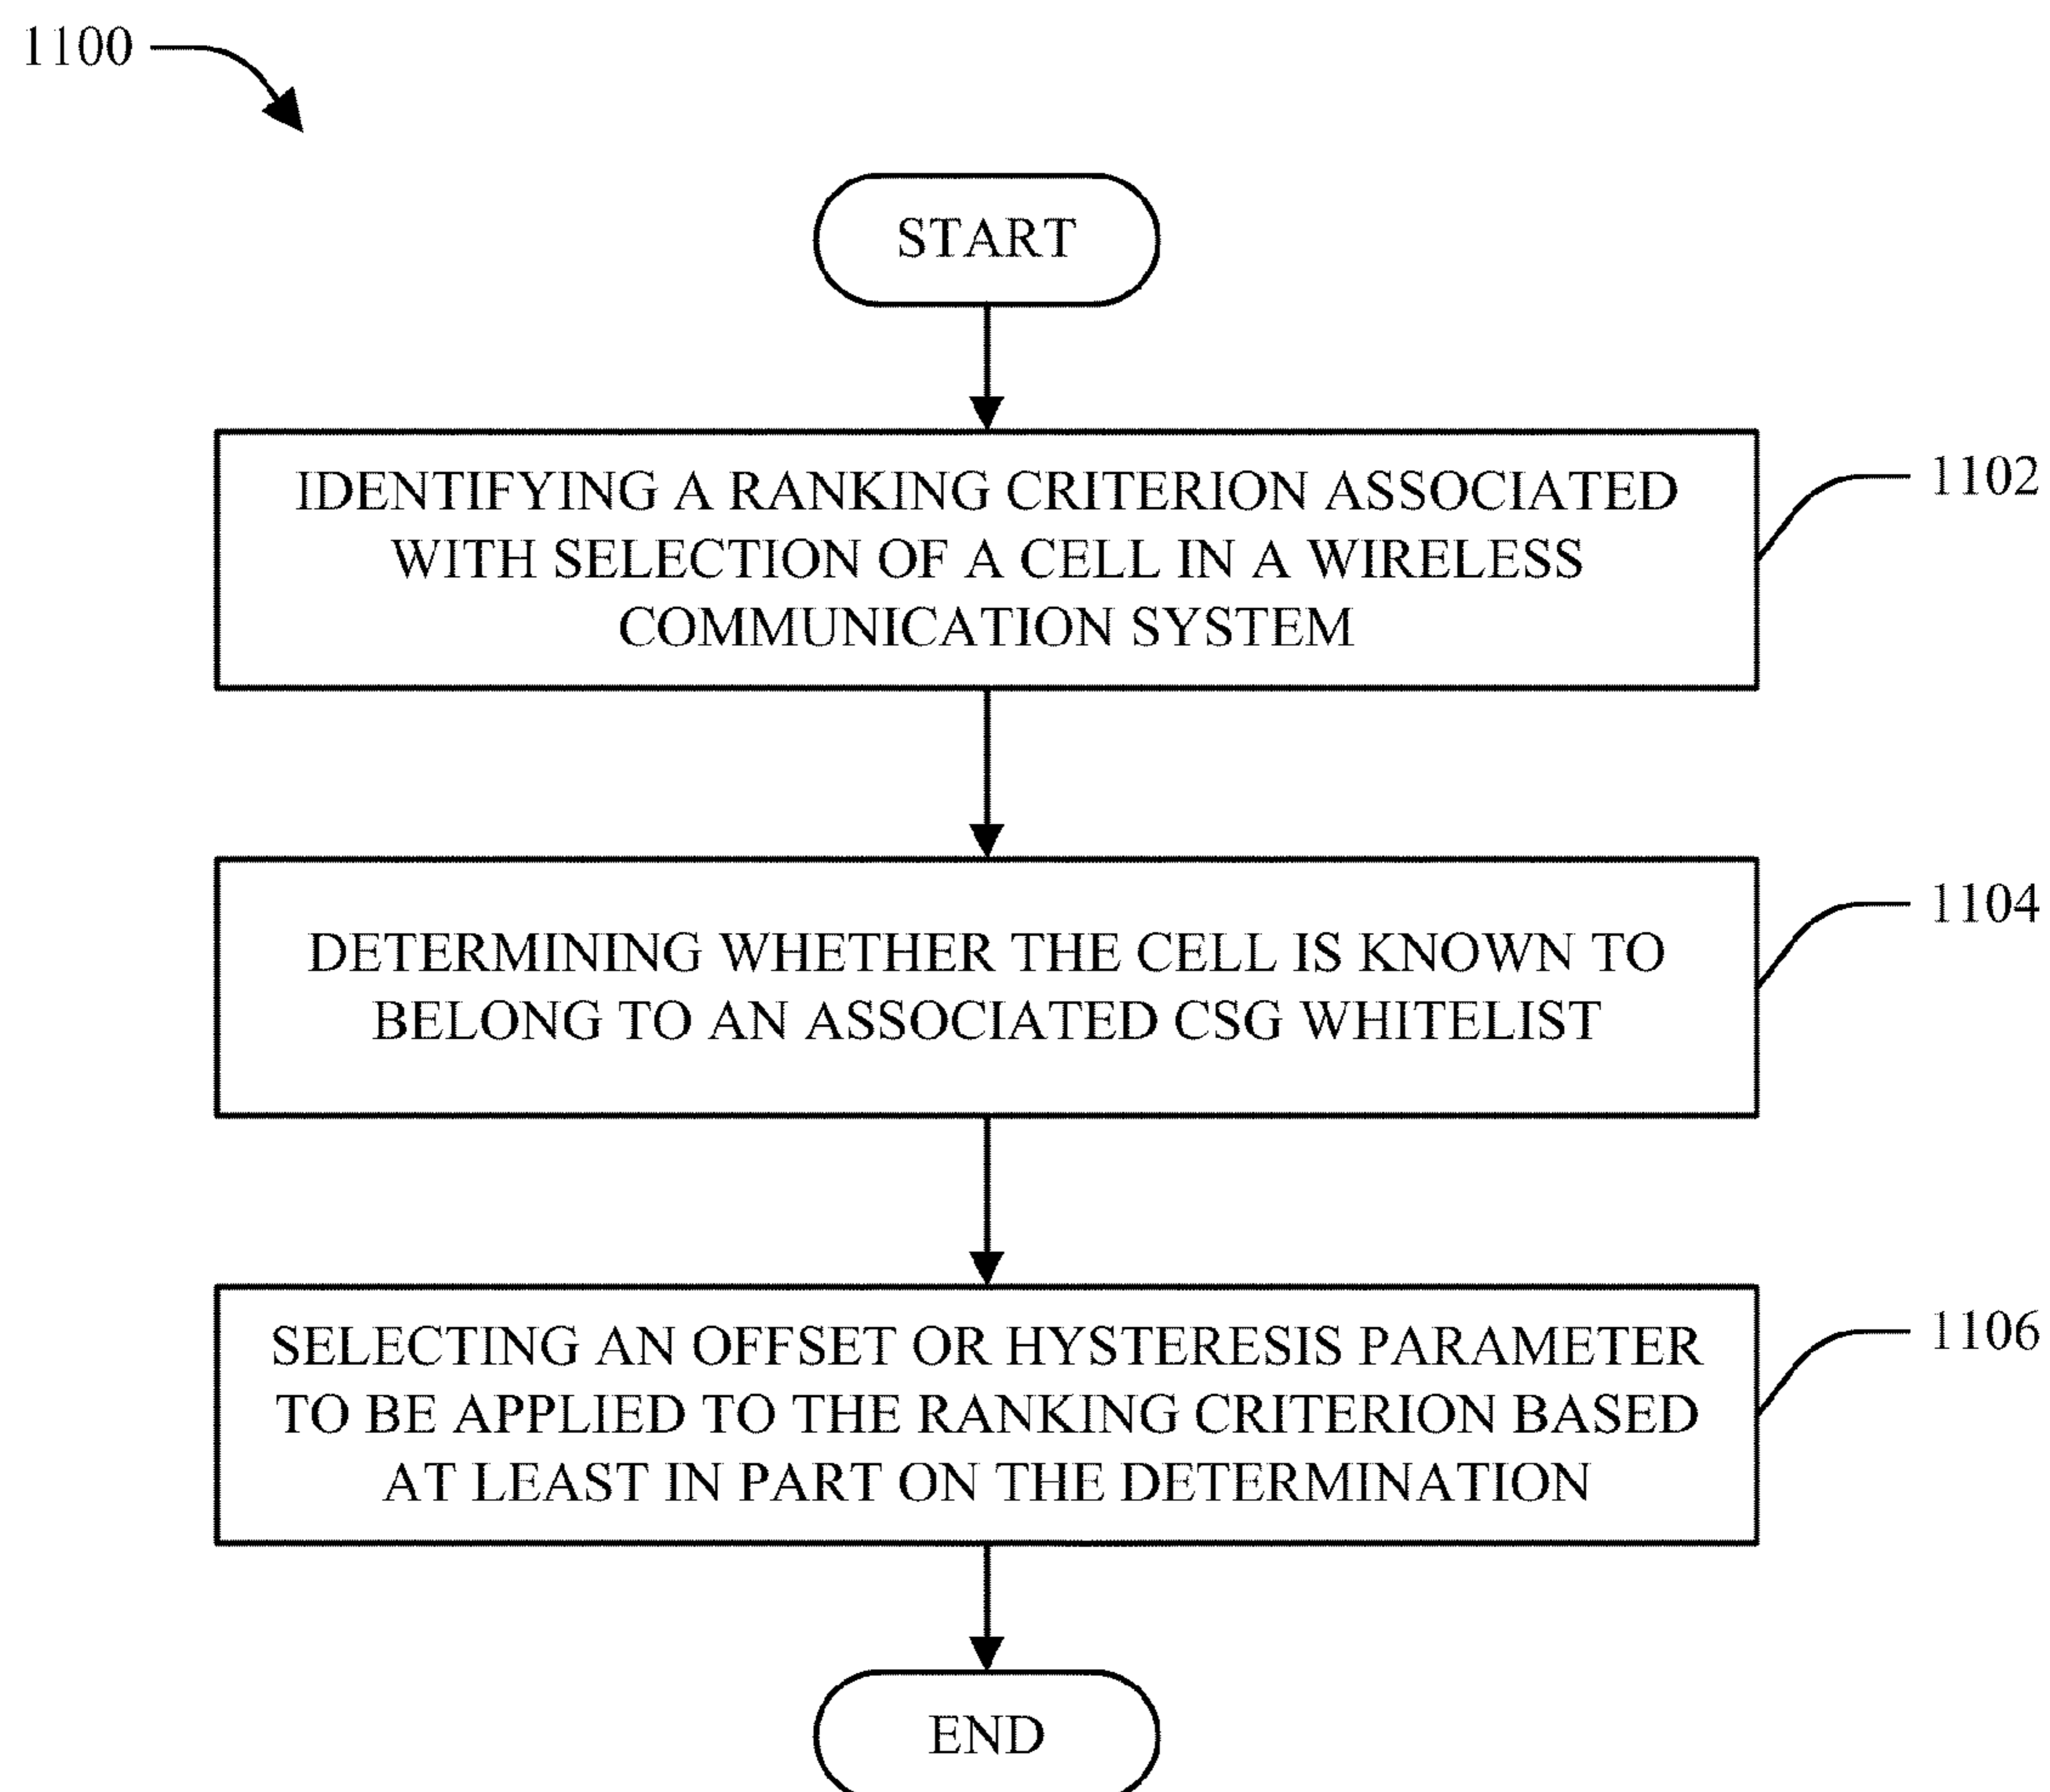 1100
START
IDENTIFYING A RANKING CRITERION ASSOCIATED
WITH SELECTION OF A CELL IN A WIRELESS
COMMUNICATION SYSTEM
1102
DETERMINING WHETHER THE CELL IS KNOWN TO
BELONG TO AN ASSOCIATED CSG WHITELIST
1104
SELECTING AN OFFSET OR HYSTERESIS PARAMETER
TO BE APPLIED TO THE RANKING CRITERION BASED
AT LEAST IN PART ON THE DETERMINATION
1106
END